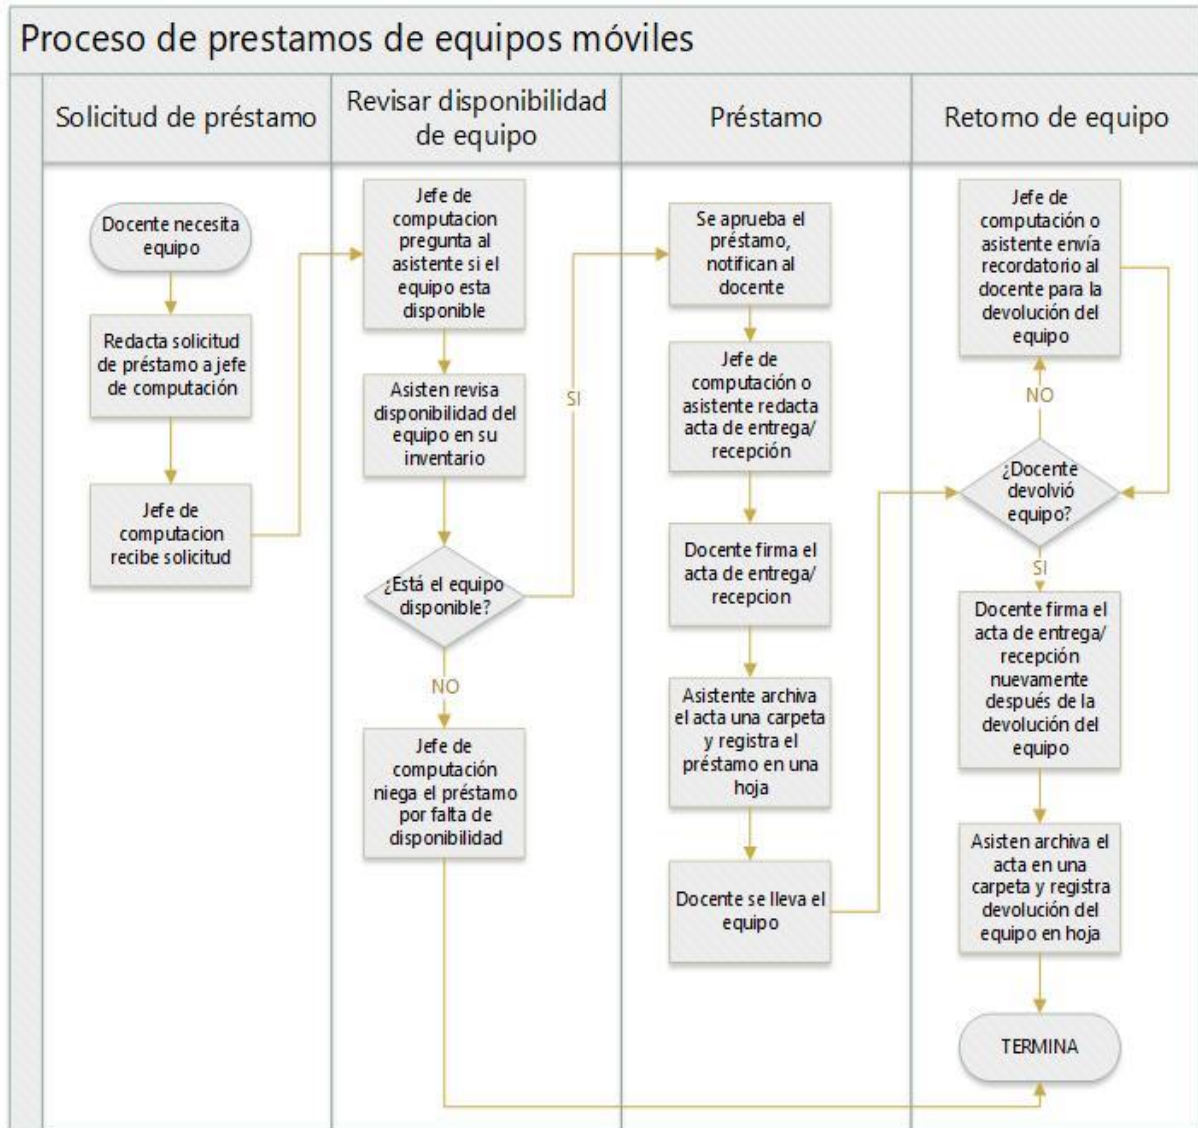 Proceso de prestamos de equipos móviles
Solicitud de préstamo
Revisar disponibilidad
de equipo
Préstamo
Retorno de equipo
Docente necesita
equipo
Redacta solicitud
de préstamo a jefe
de computación
Jefe de
computacion
recibe solicitud
Jefe de
computacion
pregunta al
asistente si el
equipo esta
disponible
Asisten revisa
disponibilidad del
equipo en su
inventario
¿Está el equipo
disponible?
SI
NO
Jefe de
computación
niega el préstamo
por falta de
disponibilidad
Se aprueba el
préstamo,
notifican al
docente
Jefe de
computación o
asistente redacta
acta de entrega/
recepción
Docente firma el
acta de entrega/
recepcion
Asistente archiva
el acta una carpeta
y registra el
préstamo en una
hoja
Docente se lleva el
equipo
Jefe de
computación o
asistente envía
recordatorio al
docente para la
devolución del
equipo
NO
¿Docente
devolvió
equipo?
SI
Docente firma el
acta de entrega/
recepción
nuevamente
después de la
devolución del
equipo
Asisten archiva el
acta en una
carpeta y registra
devolución del
equipo en hoja
TERMINA